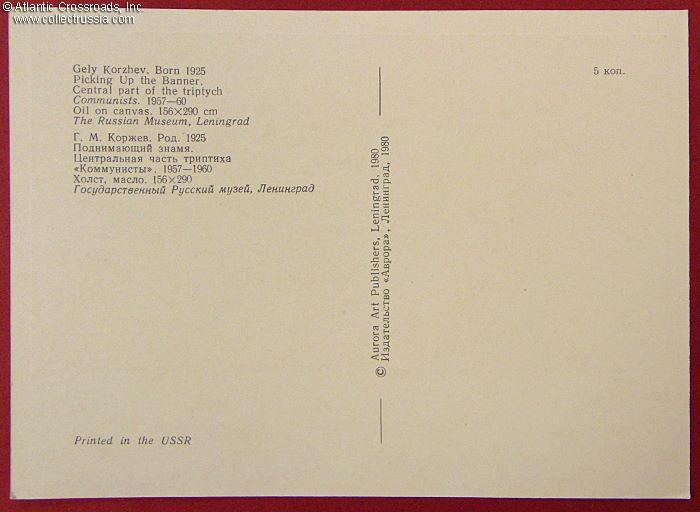 © Atlantic Crossroads, Inc.
www.collectrussia.com
Gely Korzhev. Born 1925
Picking Up the Banner.
Central part of the triptych
Communists. 1957—60
Oil on canvas. 156×290 cm
The Russian Museum, Leningrad
Г. М. Коржев. Род. 1925
Поднимающий знамя.
Центральная часть триптиха
«Коммунисты». 1957—1960
Холст, масло. 156×290
Государственный Русский музей, Ленинград
Printed in the USSR
© Aurora Art Publishers, Leningrad, 1980
Издательство «Аврора», Ленинград, 1980
5 коп.